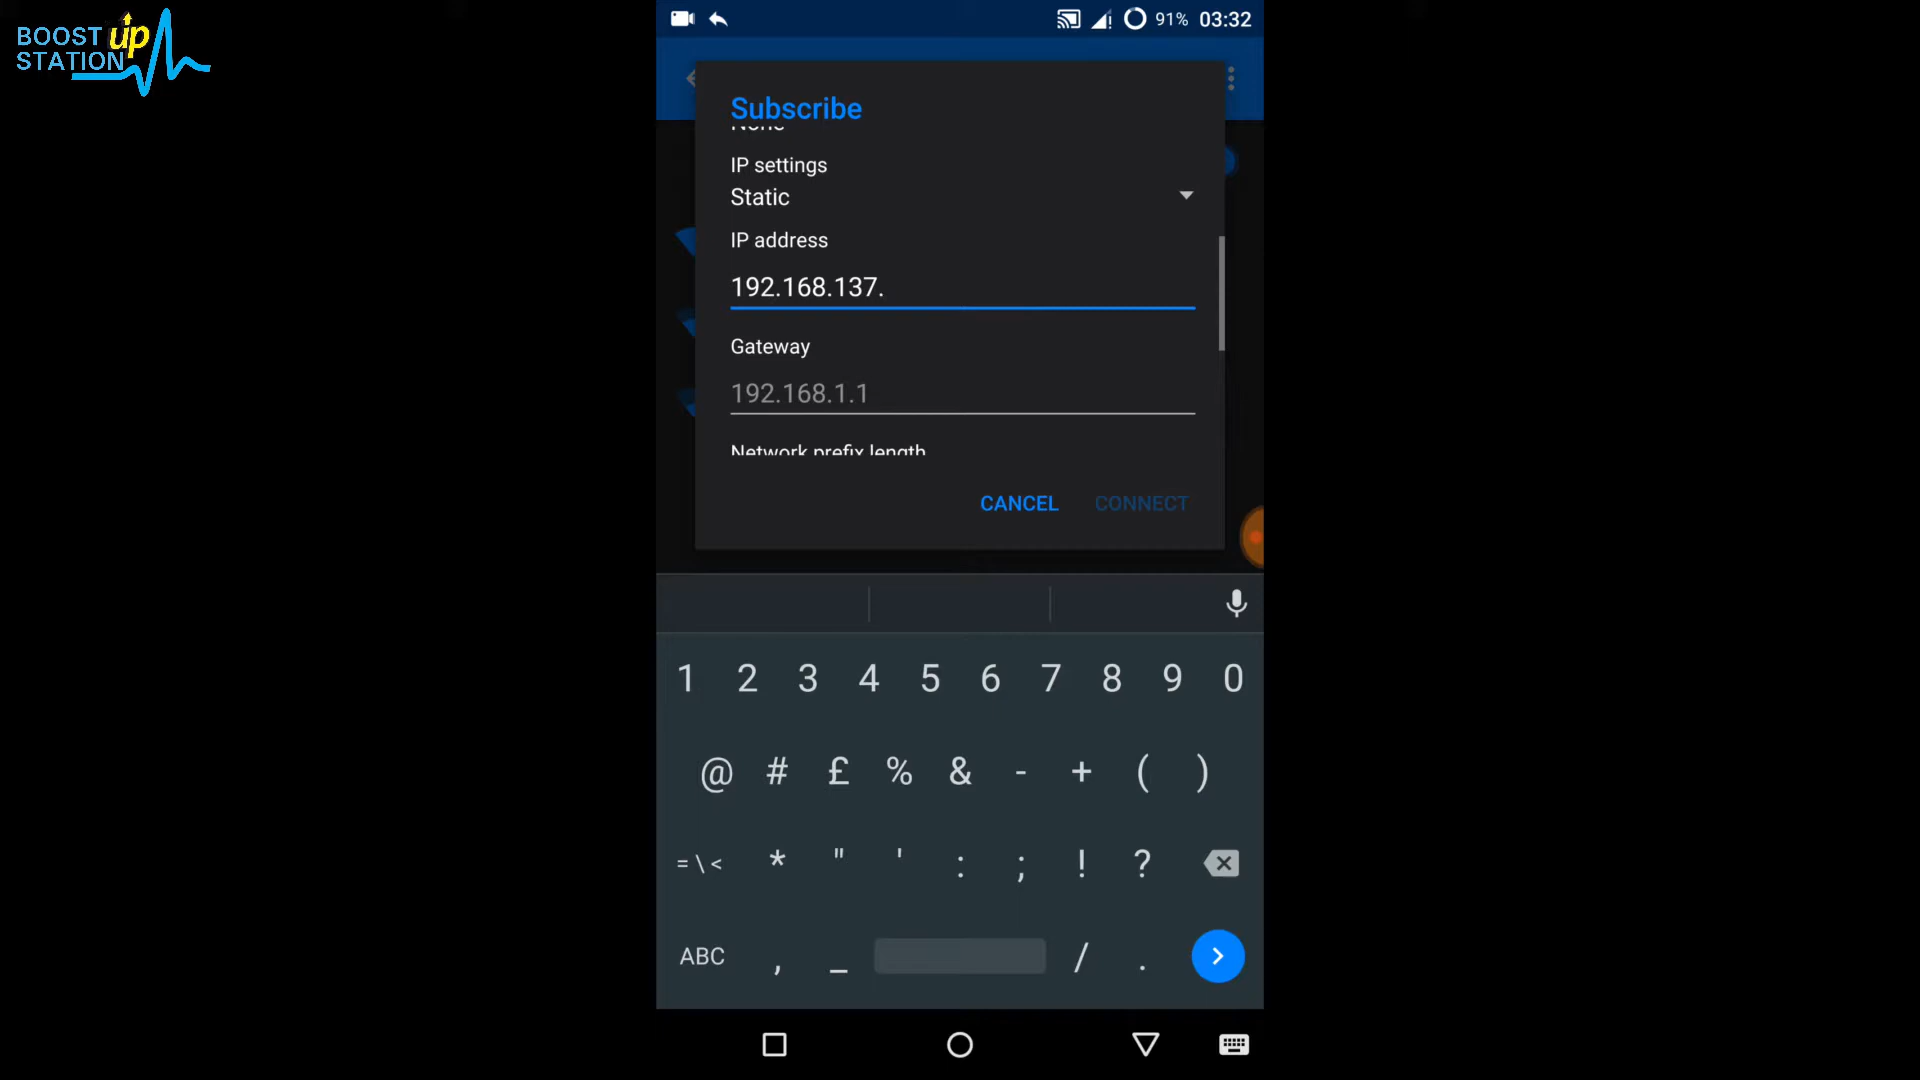 BOOST up
STATION
91% 03:32
Subscribe
None
IP settings
Static
IP address
192.168.137.
Gateway
192.168.1.1
Network prefix length
CANCEL CONNECT
1 2 3 4 5 6 7 8 9 0
@ # £ % & - + ( )
= \ < * " ' : ; ! ?
ABC , _ / .